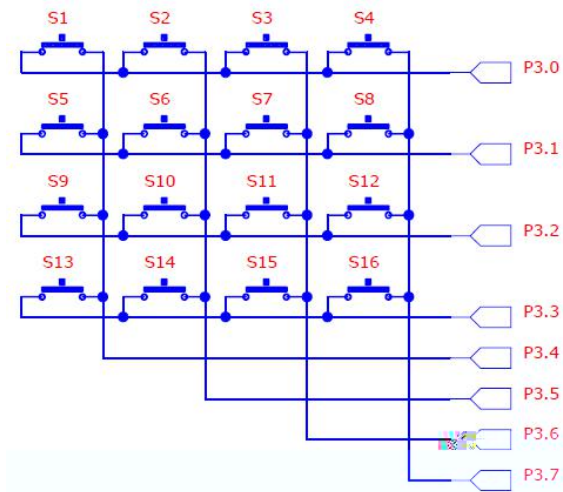 S1 S2 S3 S4
P3.0
S5 S6 S7 S8
P3.1
S9 S10 S11 S12
P3.2
S13 S14 S15 S16
P3.3
P3.4
P3.5
P3.6
P3.7